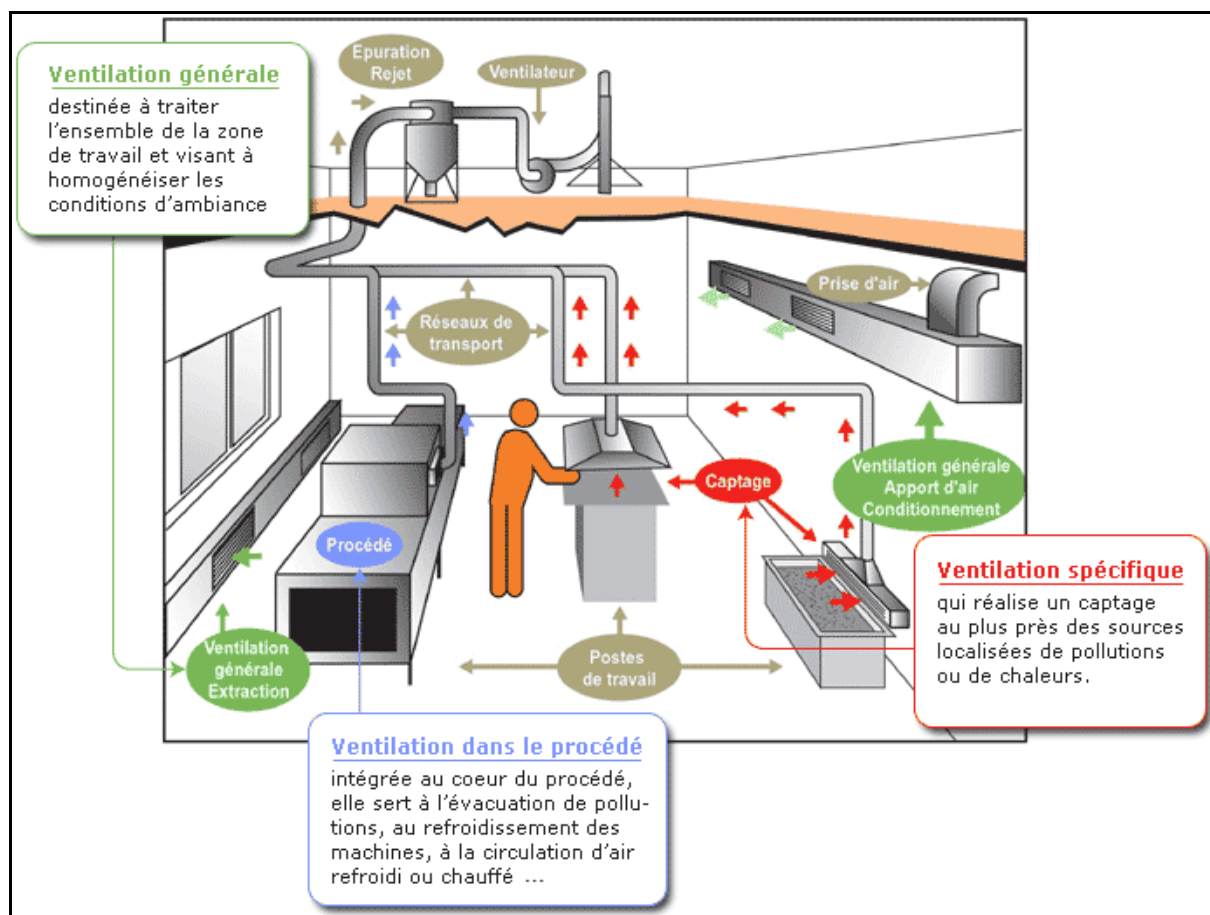 Ventilation générale
destinée à traiter
l'ensemble de la zone
de travail et visant à
homogénéiser les
conditions d'ambiance
Epuration
Rejet
Ventilateur
Prise d'air
Réseaux de
transport
Captage
Ventilation générale
Apport d'air
Conditionnement
Procédé
Ventilation
générale
Extraction
Postes
de travail
Ventilation spécifique
qui réalise un captage
au plus près des sources
localisées de pollutions
ou de chaleurs.
Ventilation dans le procédé
intégrée au coeur du procédé,
elle sert à l'évacuation de pollu-
tions, au refroidissement des
machines, à la circulation d'air
refroidi ou chauffé ...